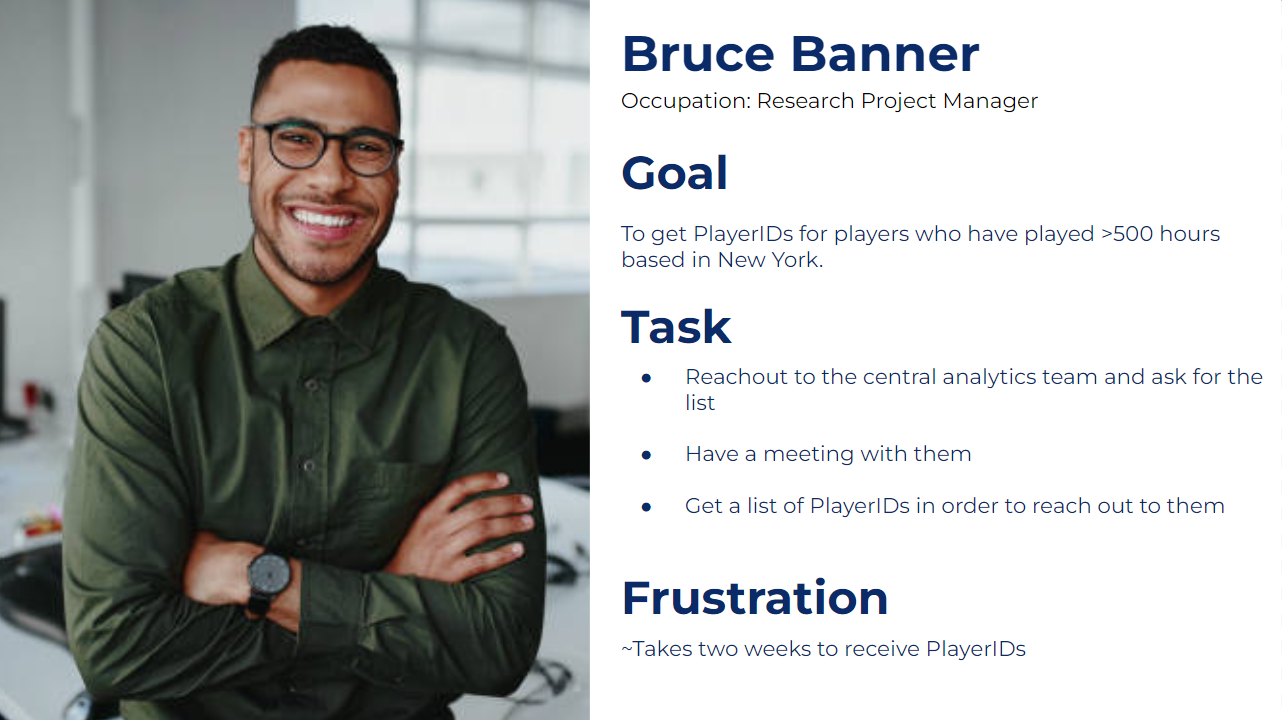 Bruce Banner
Occupation: Research Project Manager
Goal
To get PlayerIDs for players who have played >500 hours
based in New York.
Task
● Reachout to the central analytics team and ask for the
list
● Have a meeting with them
● Get a list of PlayerIDs in order to reach out to them
Frustration
~Takes two weeks to receive PlayerIDs